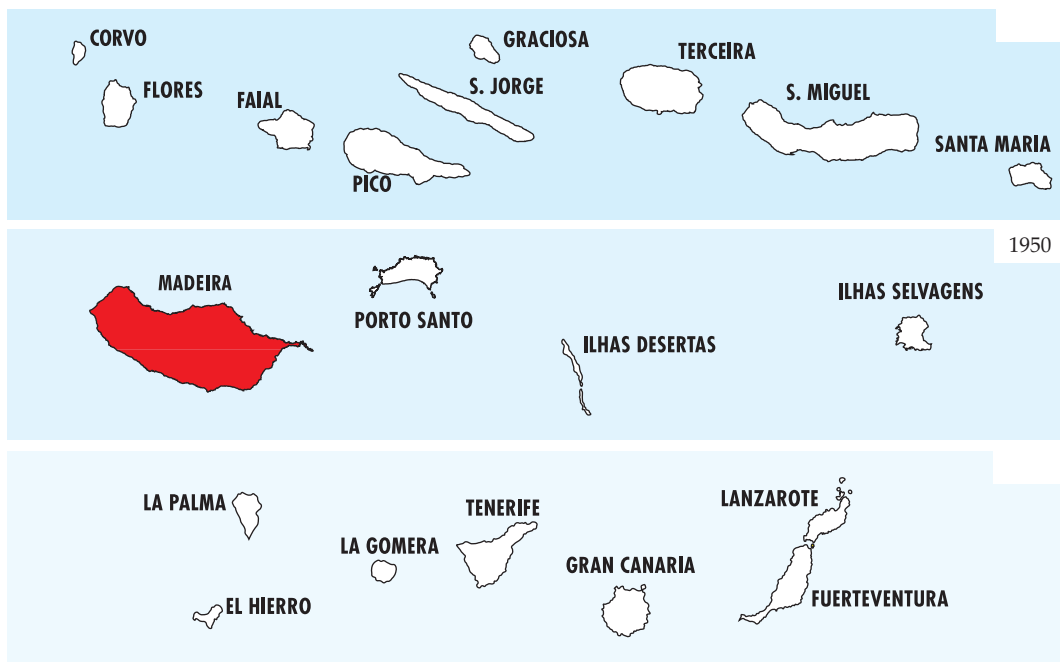 CORVO
FLORES
FAIAL
PICO
GRACIOSA
S. JORGE
TERCEIRA
S. MIGUEL
SANTA MARIA
1950
MADEIRA
PORTO SANTO
ILHAS DESERTAS
ILHAS SELVAGENS
LA PALMA
EL HIERRO
LA GOMERA
TENERIFE
GRAN CANARIA
LANZAROTE
FUERTEVENTURA